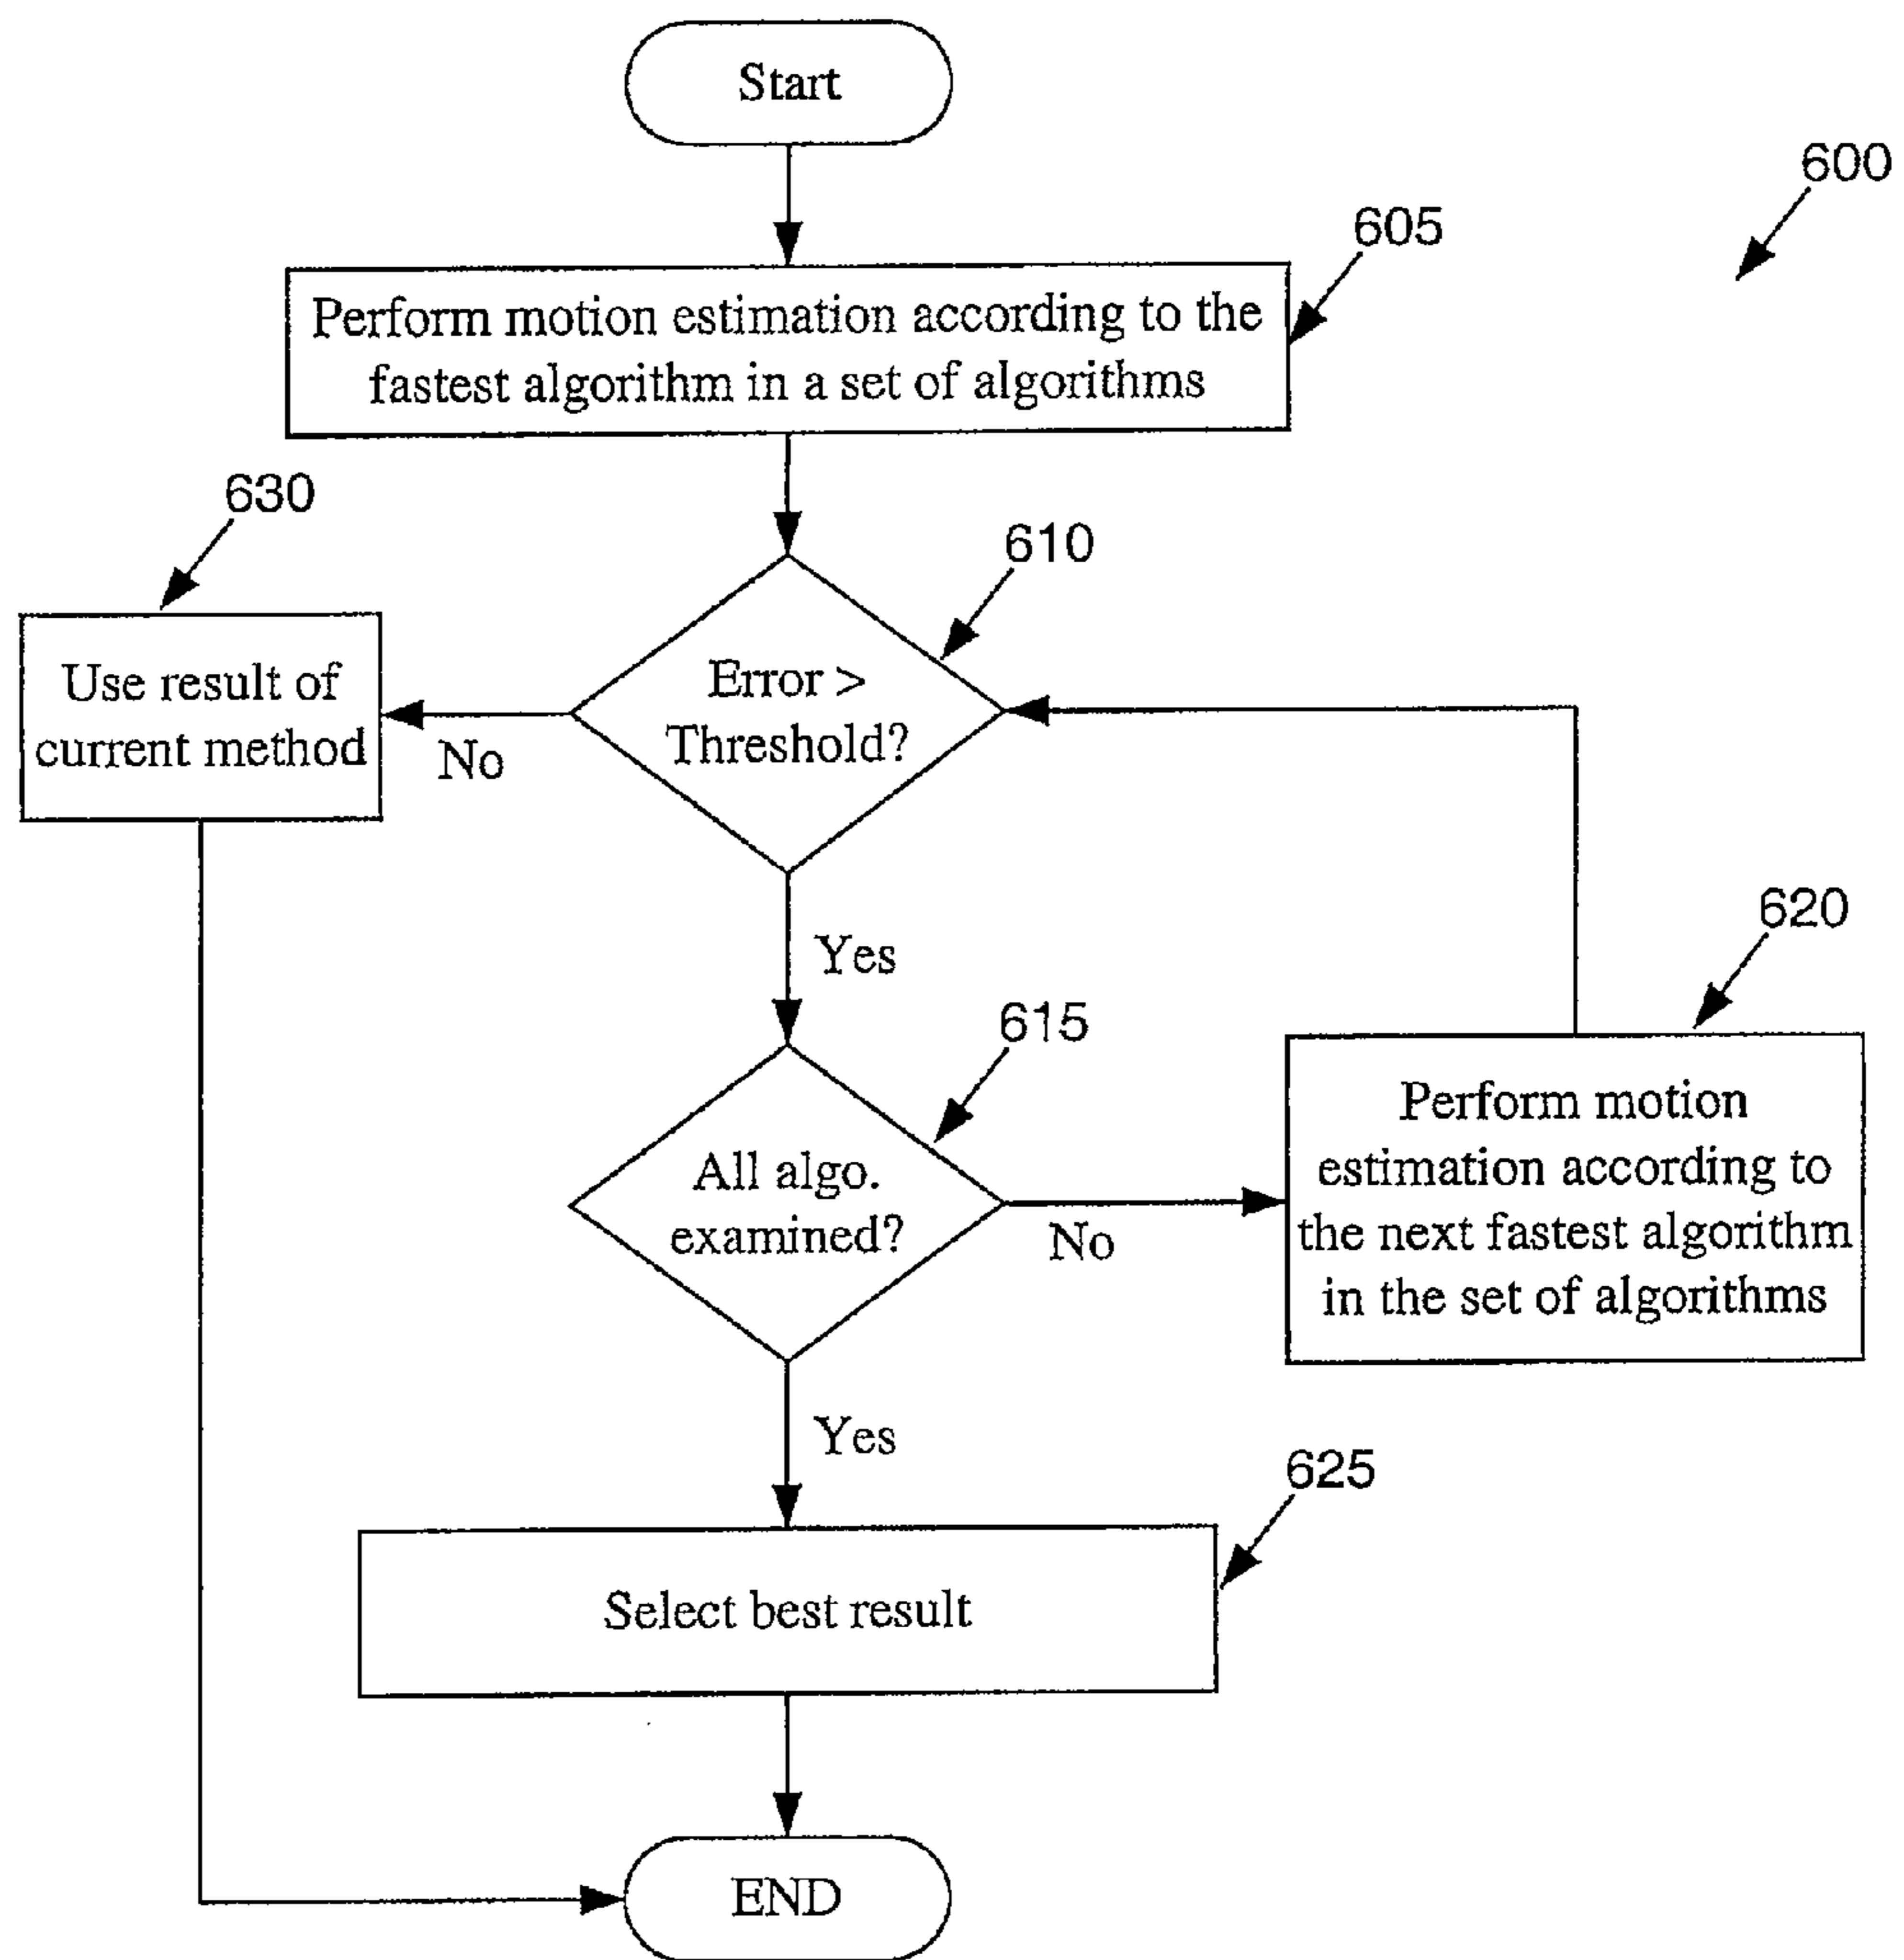 Start
600
605
Perform motion estimation according to the
fastest algorithm in a set of algorithms
630
610
Use result of
current method
No
Error >
Threshold?
620
Yes
615
Perform motion
estimation according to
the next fastest algorithm
in the set of algorithms
All algo.
examined?
No
Yes
625
Select best result
END